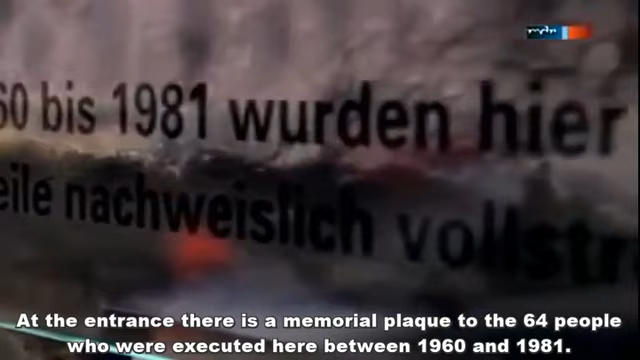 mdr
60 bis 1981 wurden hier
eile nachweislich vollstr
At the entrance there is a memorial plaque to the 64 people
who were executed here between 1960 and 1981.